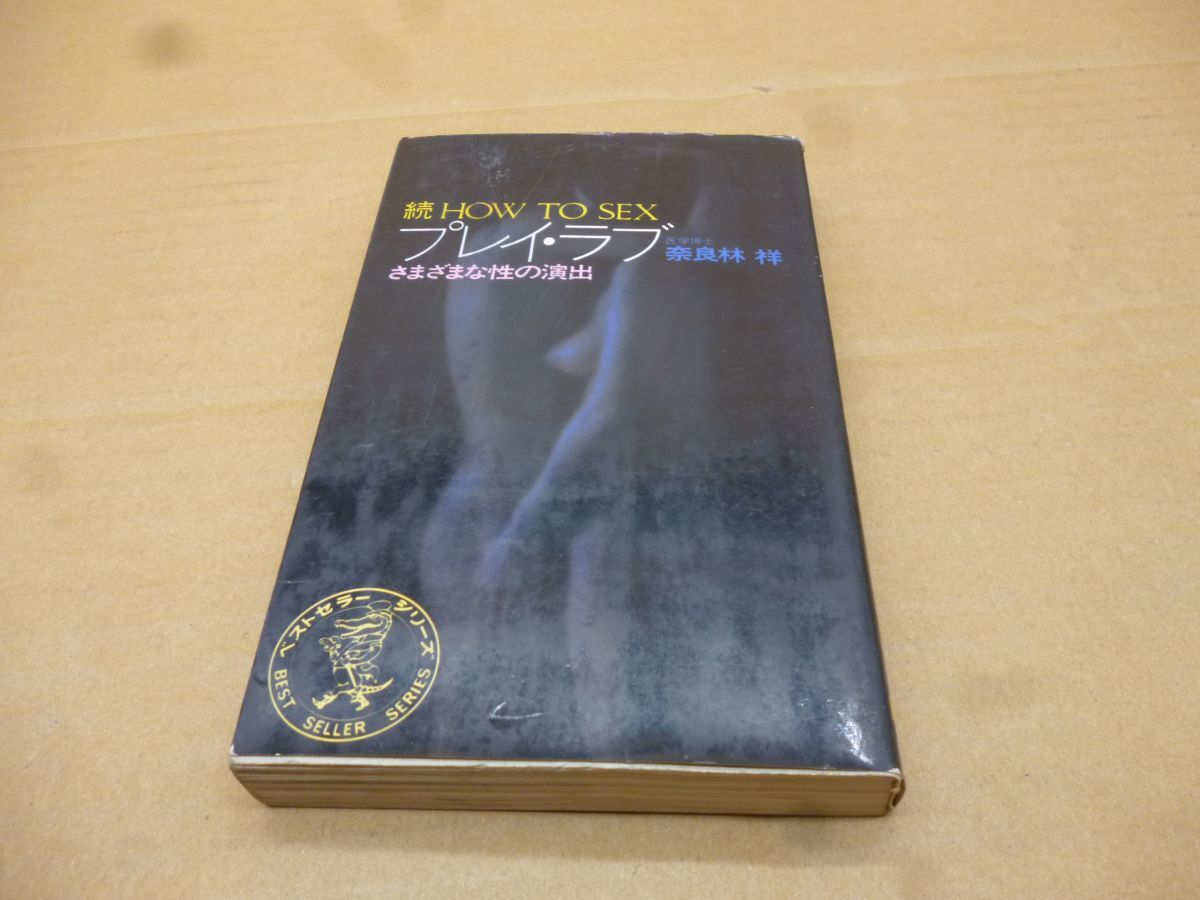 続 HOW TO SEX
プレイ・ラブ
医学博士
奈良林 祥
さまざまな性の演出
ベストセラー シリーズ
BEST SELLER SERIES